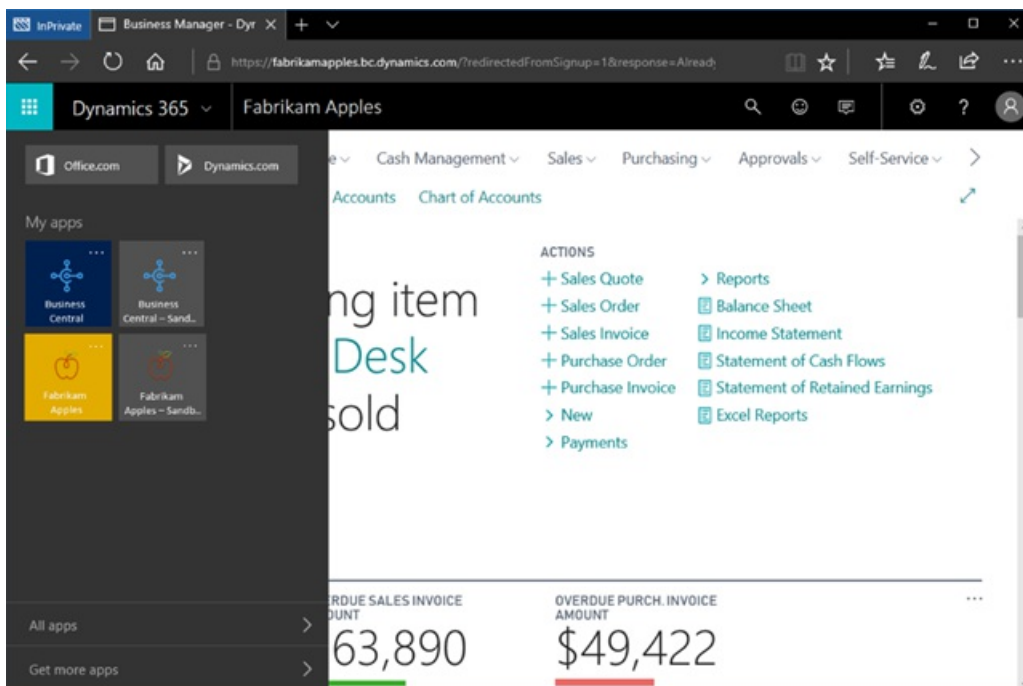 InPrivate Business Manager - Dyr
https://fabrikamapples.bc.dynamics.com/?redirectedFromSignup=1&response=Already
Dynamics 365 Fabrikam Apples
Office.com Dynamics.com
e Cash Management Sales Purchasing Approvals Self-Service
Accounts Chart of Accounts
My apps
Business
Central
Business
Central – Sand...
Fabrikam
Apples
Fabrikam
Apples – Sandb...
All apps
Get more apps
ng item
Desk
sold
ACTIONS
+ Sales Quote
+ Sales Order
+ Sales Invoice
+ Purchase Order
+ Purchase Invoice
> New
> Payments
> Reports
Balance Sheet
Income Statement
Statement of Cash Flows
Statement of Retained Earnings
Excel Reports
RDUE SALES INVOICE
OUNT
63,890
OVERDUE PURCH. INVOICE
AMOUNT
$49,422